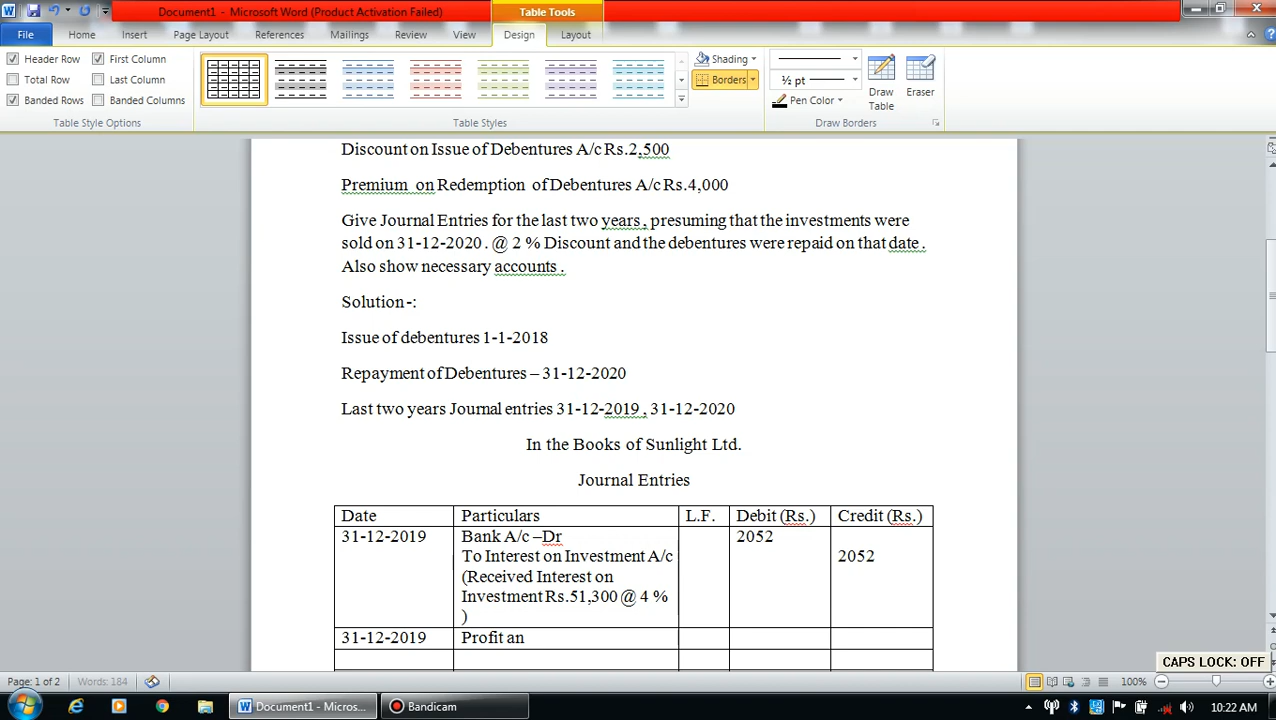 Document1 - Microsoft Word (Product Activation Failed)
Table Tools
File Home Insert Page Layout References Mailings Review View Design Layout
Header Row First Column
Total Row Last Column
Banded Rows Banded Columns
Table Style Options
Table Styles
Shading
Borders
½ pt
Pen Color
Draw Table
Eraser
Draw Borders
Discount on Issue of Debentures A/c Rs.2,500
Premium on Redemption of Debentures A/c Rs.4,000
Give Journal Entries for the last two years , presuming that the investments were
sold on 31-12-2020 . @ 2 % Discount and the debentures were repaid on that date .
Also show necessary accounts .
Solution -:
Issue of debentures 1-1-2018
Repayment of Debentures – 31-12-2020
Last two years Journal entries 31-12-2019 , 31-12-2020
In the Books of Sunlight Ltd.
Journal Entries
Date Particulars L.F. Debit (Rs.) Credit (Rs.)
31-12-2019 Bank A/c –Dr 2052
To Interest on Investment A/c 2052
(Received Interest on
Investment Rs.51,300 @ 4 %
)
31-12-2019 Profit an
CAPS LOCK: OFF
Page: 1 of 2 Words: 184 100%
Document1 - Micros... Bandicam 10:22 AM